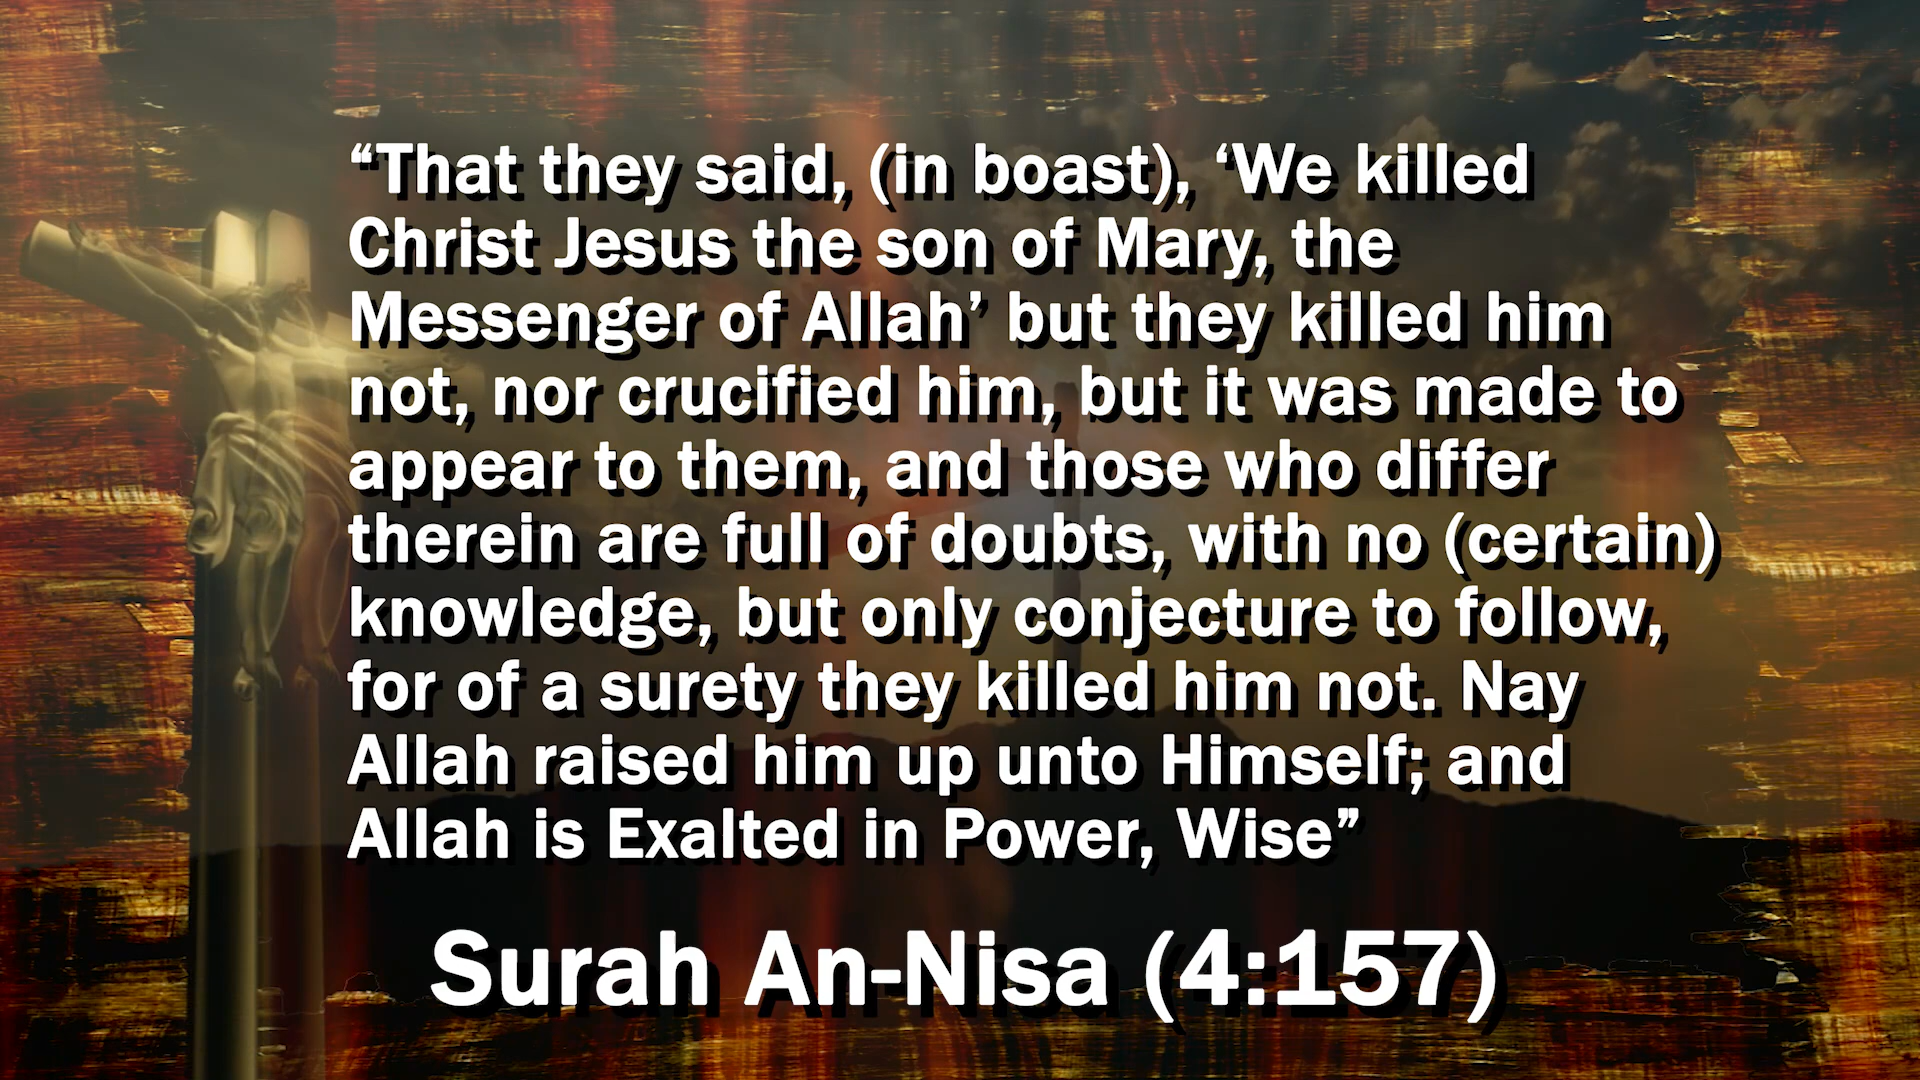 “That they said, (in boast), ‘We killed
Christ Jesus the son of Mary, the
Messenger of Allah’ but they killed him
not, nor crucified him, but it was made to
appear to them, and those who differ
therein are full of doubts, with no (certain)
knowledge, but only conjecture to follow,
for of a surety they killed him not. Nay
Allah raised him up unto Himself; and
Allah is Exalted in Power, Wise”
Surah An-Nisa (4:157)